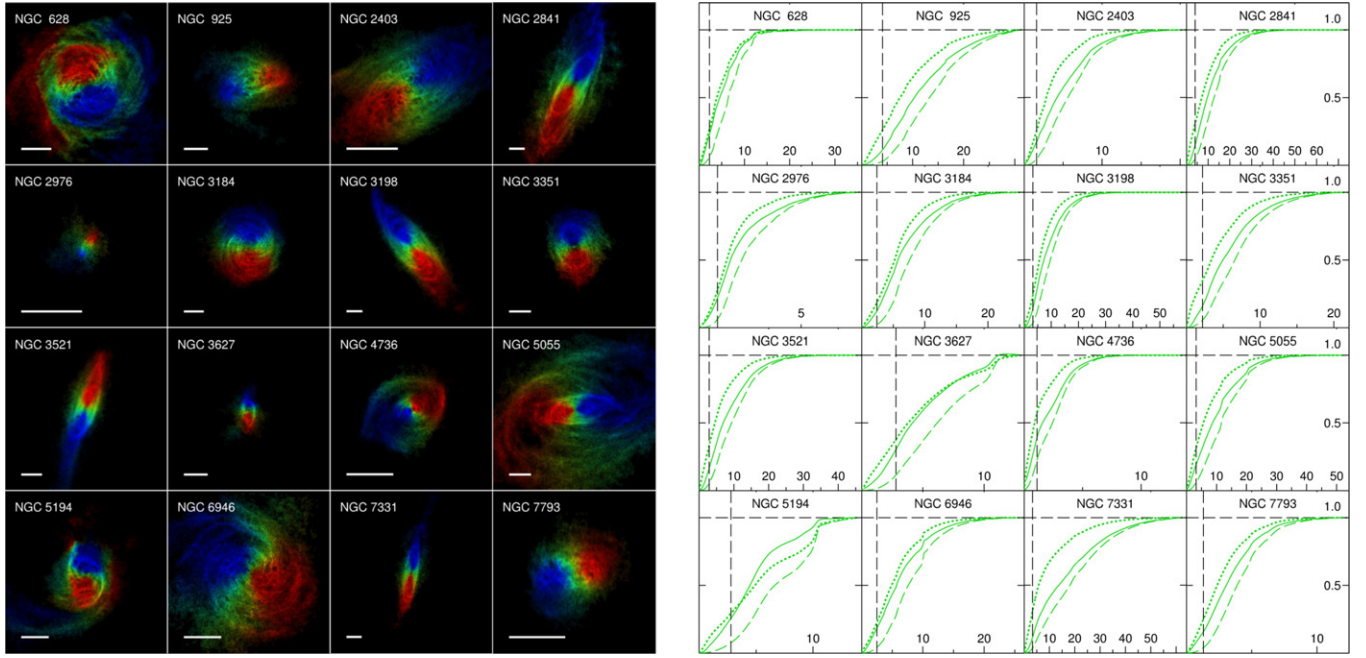 NGC 628 NGC 925 NGC 2403 NGC 2841
NGC 2976 NGC 3184 NGC 3198 NGC 3351
NGC 3521 NGC 3627 NGC 4736 NGC 5055
NGC 5194 NGC 6946 NGC 7331 NGC 7793
NGC 628 NGC 925 NGC 2403 NGC 2841 1.0
0.5
10 20 30 10 20 30 10 10 20 30 40 50 60
NGC 2976 NGC 3184 NGC 3198 NGC 3351 1.0
0.5
5 10 20 10 20 30 40 50 10 20
NGC 3521 NGC 3627 NGC 4736 NGC 5055 1.0
0.5
10 20 30 40 10 10 10 20 30 40 50
NGC 5194 NGC 6946 NGC 7331 NGC 7793 1.0
0.5
10 10 20 10 20 30 40 50 60 10